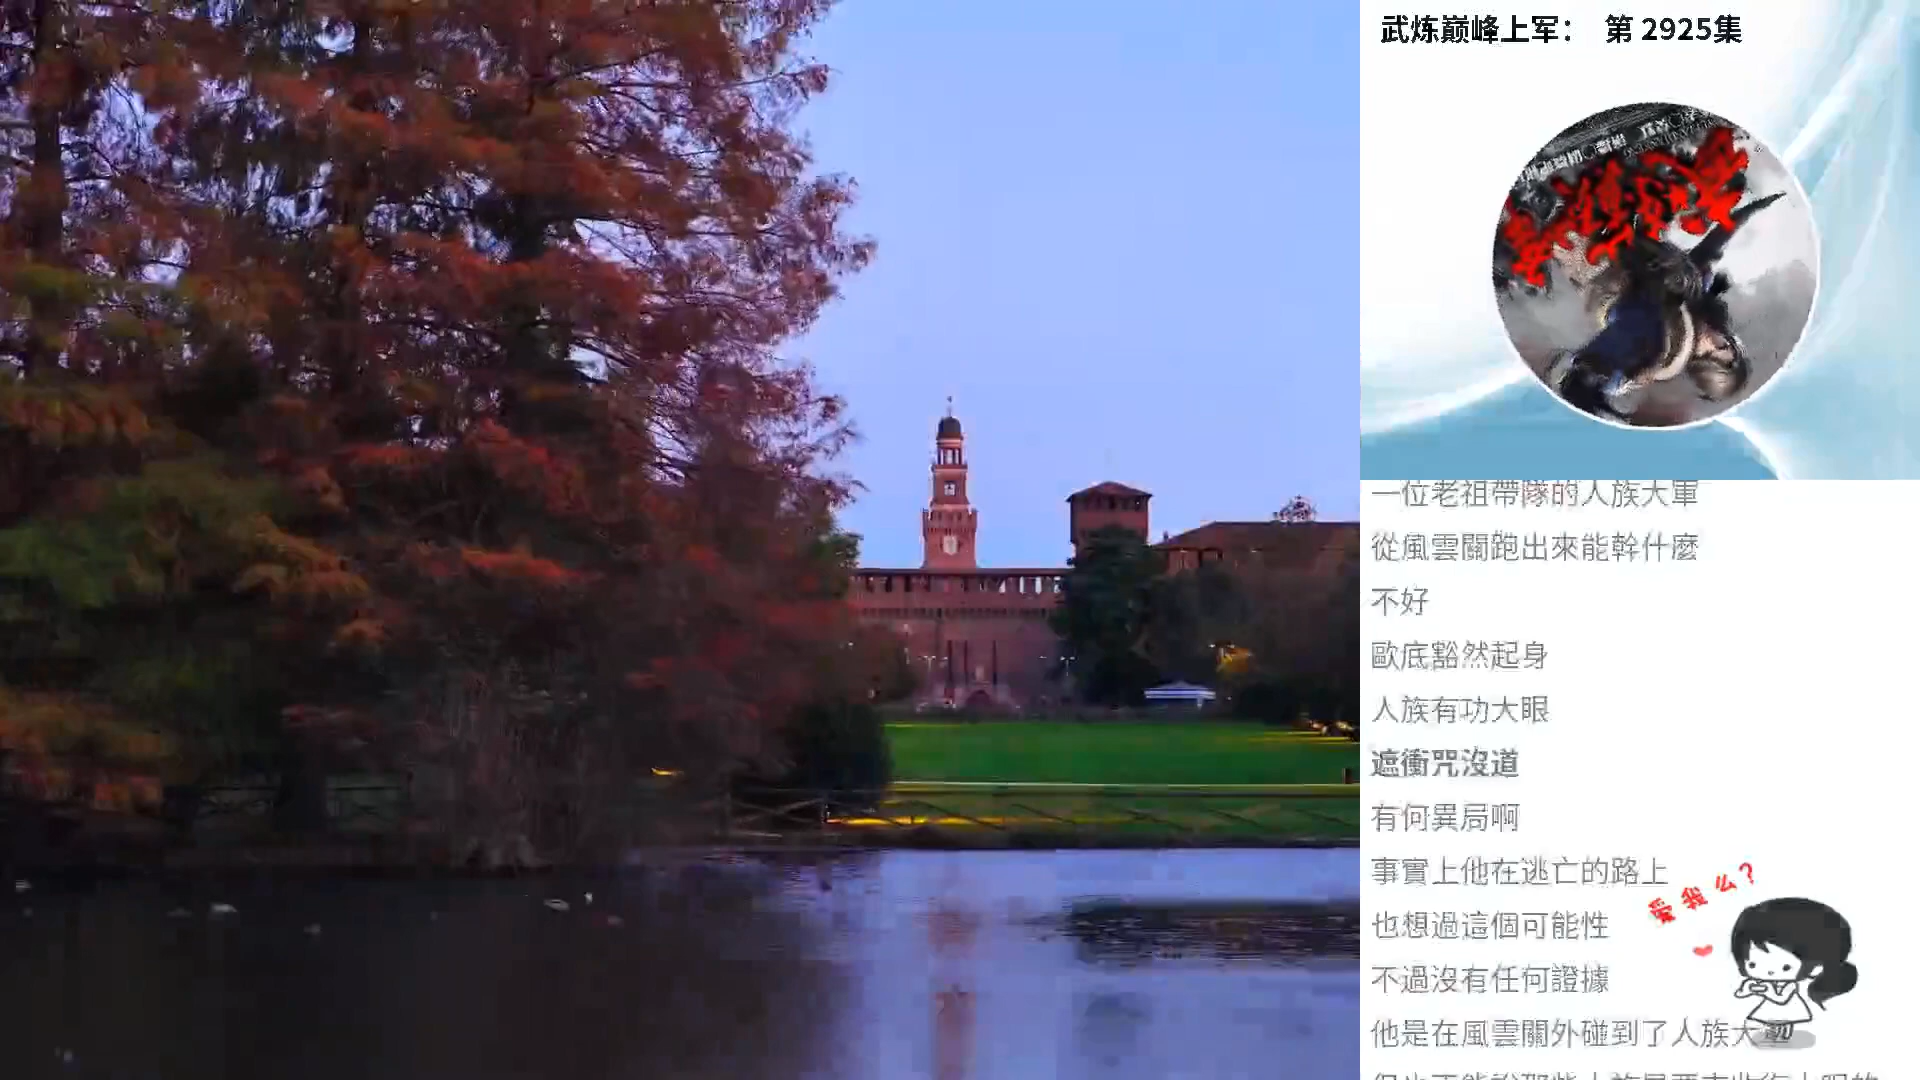 武炼巅峰上军： 第 2925集
一位老祖帶隊的人族大軍
從風雲關跑出來能幹什麼
不好
歐底豁然起身
人族有功大眼
遮衝咒沒道
有何異局啊
事實上他在逃亡的路上
爱我么？
也想過這個可能性
不過沒有任何證據
他是在風雲關外碰到了人族大軍